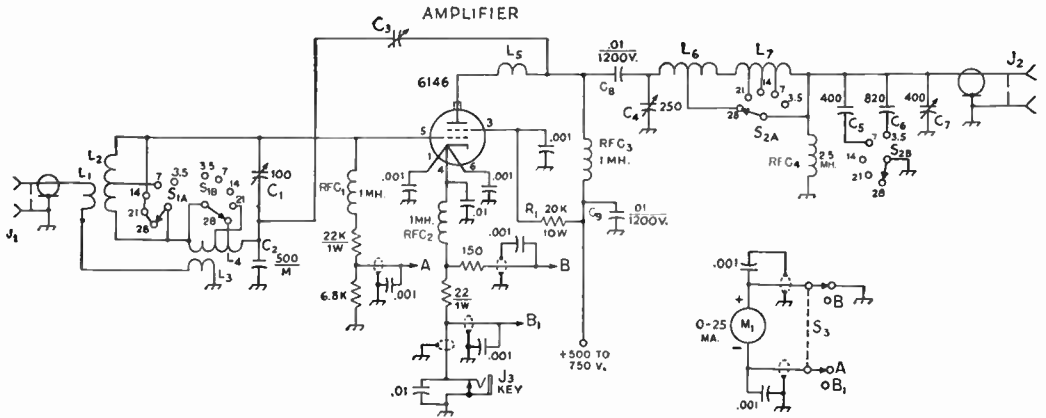 AMPLIFIER
C3
L5
.01
1200V.
C8
L6
L7
J2
6146
21
14
7
3.5
28
S2A
C4
250
400
820
400
C5
C6
C7
7
3.5
14
21
28
S2B
RFC4
2.5
MH.
5
3
1
4
6
.001
.001
.001
.01
RFC3
1 MH.
L1
L2
7
3.5
14
21
28
S1A
3.5
7
S1B
14
21
28
L4
L3
J1
100
C1
C2
500
M
RFC1
1MH.
22K
1W
6.8K
.001
A
1MH.
RFC2
150
.001
B
22
1W
B1
.001
.01
J3
KEY
R1
20K
10W
C9
.01
1200V.
+500 TO
750 V.
.001
+
0-25
MA.
M1
-
B
S3
A
B1
.001